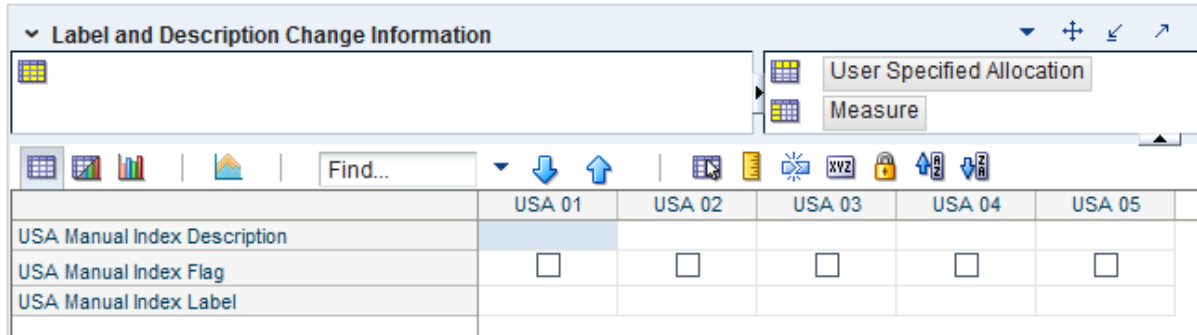 Label and Description Change Information
User Specified Allocation
Measure
Find...
XYZ
A Z
Z A
USA 01 USA 02 USA 03 USA 04 USA 05
USA Manual Index Description
USA Manual Index Flag
USA Manual Index Label